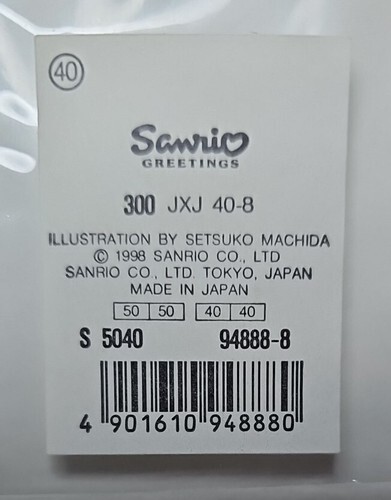 40
Sanrio
GREETINGS
300 JXJ 40-8
ILLUSTRATION BY SETSUKO MACHIDA
© 1998 SANRIO CO., LTD
SANRIO CO., LTD. TOKYO, JAPAN
MADE IN JAPAN
50 50 40 40
S 5040 94888-8
4 901610 948880